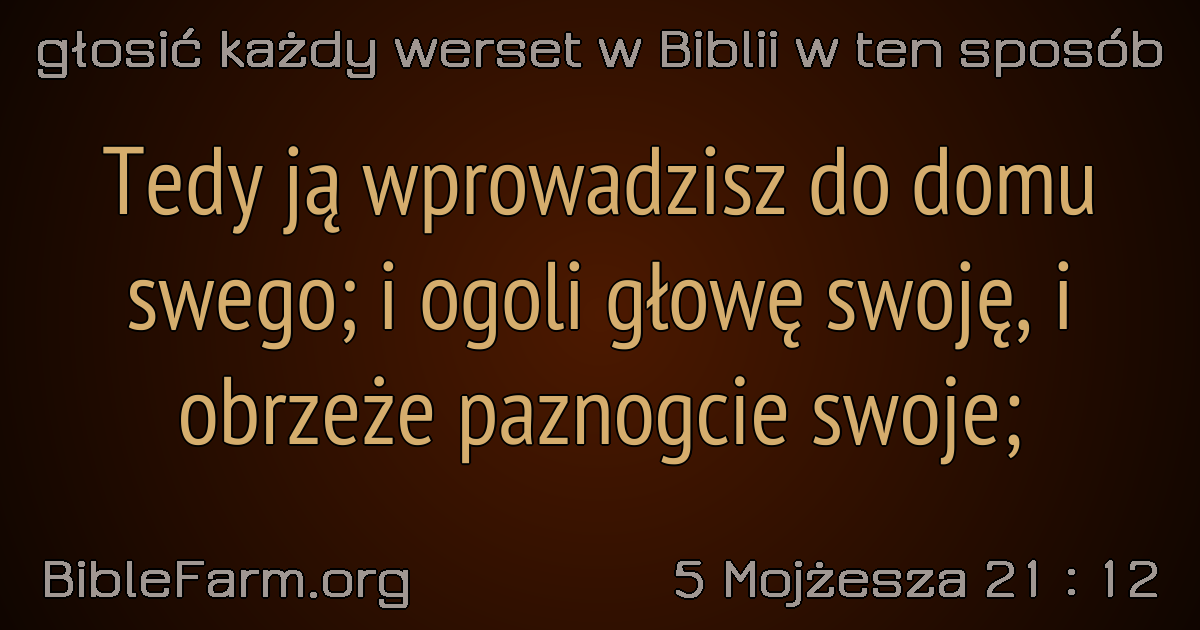 głosić każdy werset w Biblii w ten sposób
Tedy ją wprowadzisz do domu
swego; i ogoli głowę swoję, i
obrzeże paznogcie swoje;
BibleFarm.org
5 Mojżesza 21 : 12